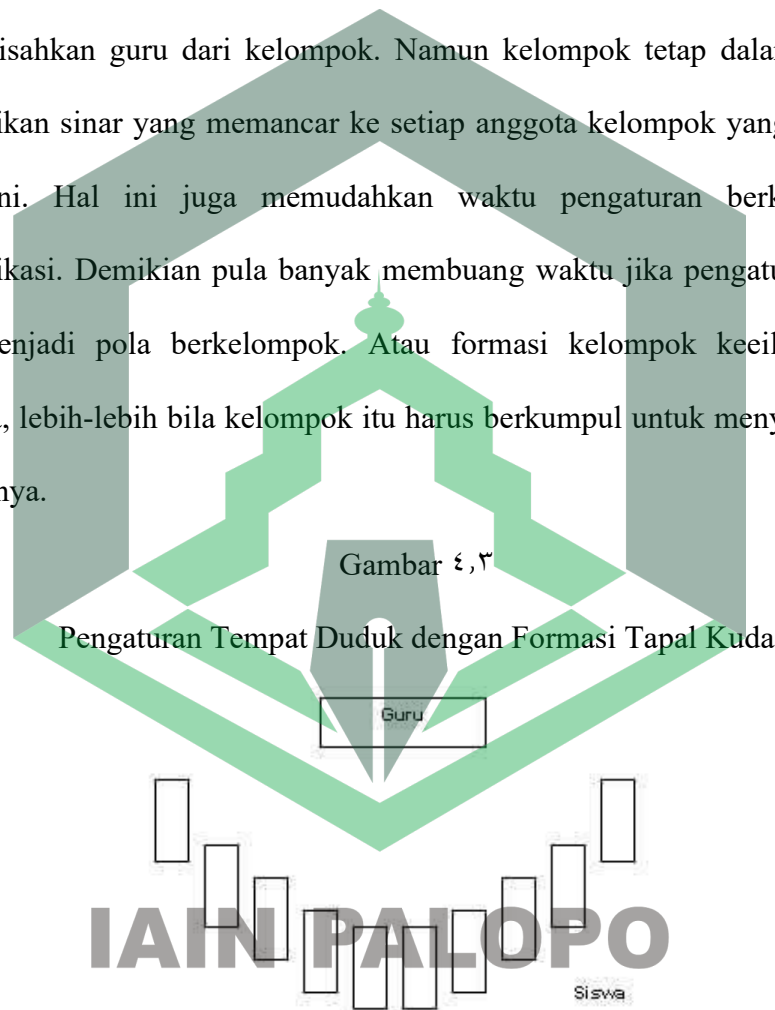 isahkan guru dari kelompok. Namun kelompok tetap dalam
ikan sinar yang memancar ke setiap anggota kelompok yang
ni. Hal ini juga memudahkan waktu pengaturan berk
ikasi. Demikian pula banyak membuang waktu jika pengatu
enjadi pola berkelompok. Atau formasi kelompok keeil
, lebih-lebih bila kelompok itu harus berkumpul untuk meny
nya.
Gambar ٤,٣
Pengaturan Tempat Duduk dengan Formasi Tapal Kuda
Guru
IAIN PALOPO
Siswa